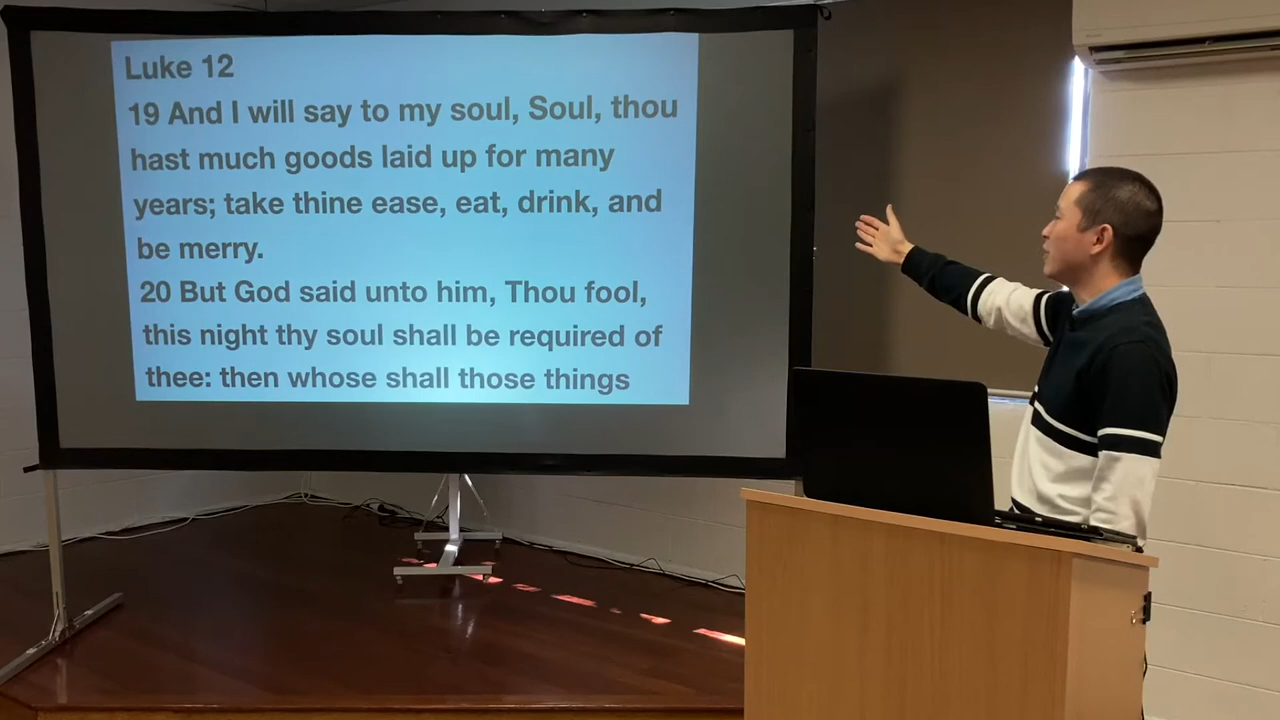 Luke 12
19 And I will say to my soul, Soul, thou
hast much goods laid up for many
years; take thine ease, eat, drink, and
be merry.
20 But God said unto him, Thou fool,
this night thy soul shall be required of
thee: then whose shall those things